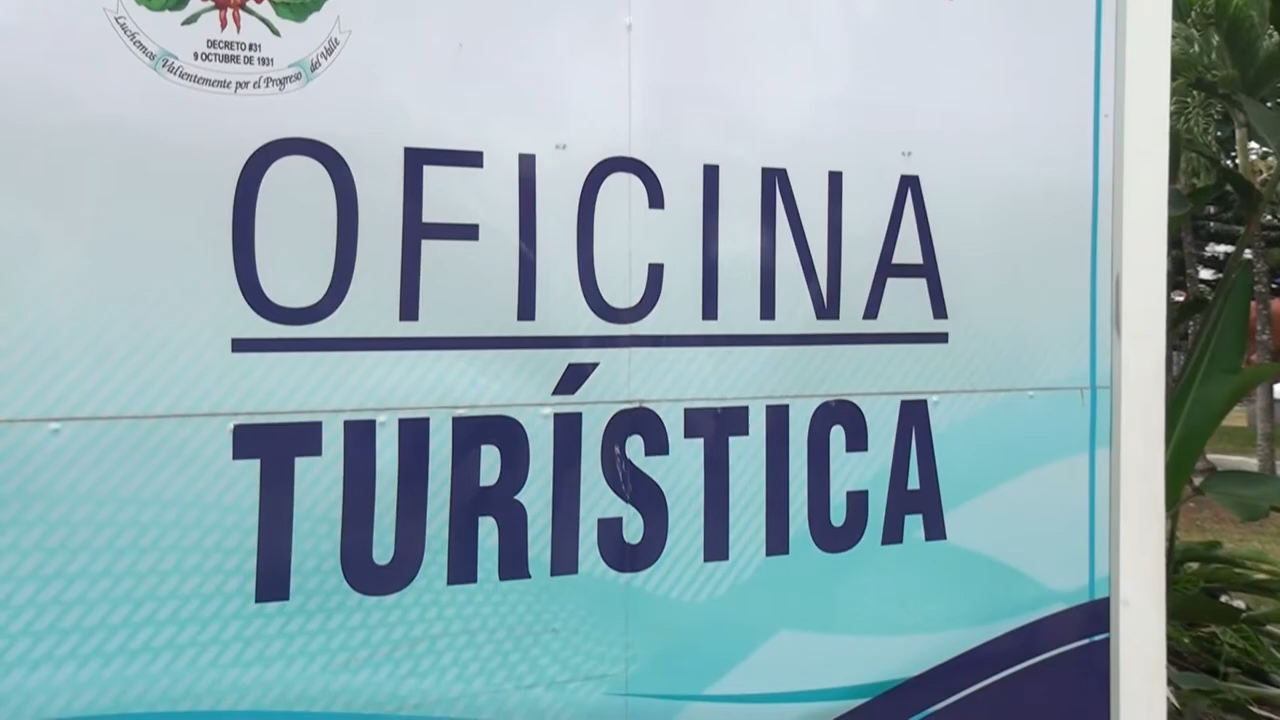 DECRETO #31
9 OCTUBRE DE 1931
Luchemos Valientemente por el Progreso del Valle
OFICINA
TURÍSTICA